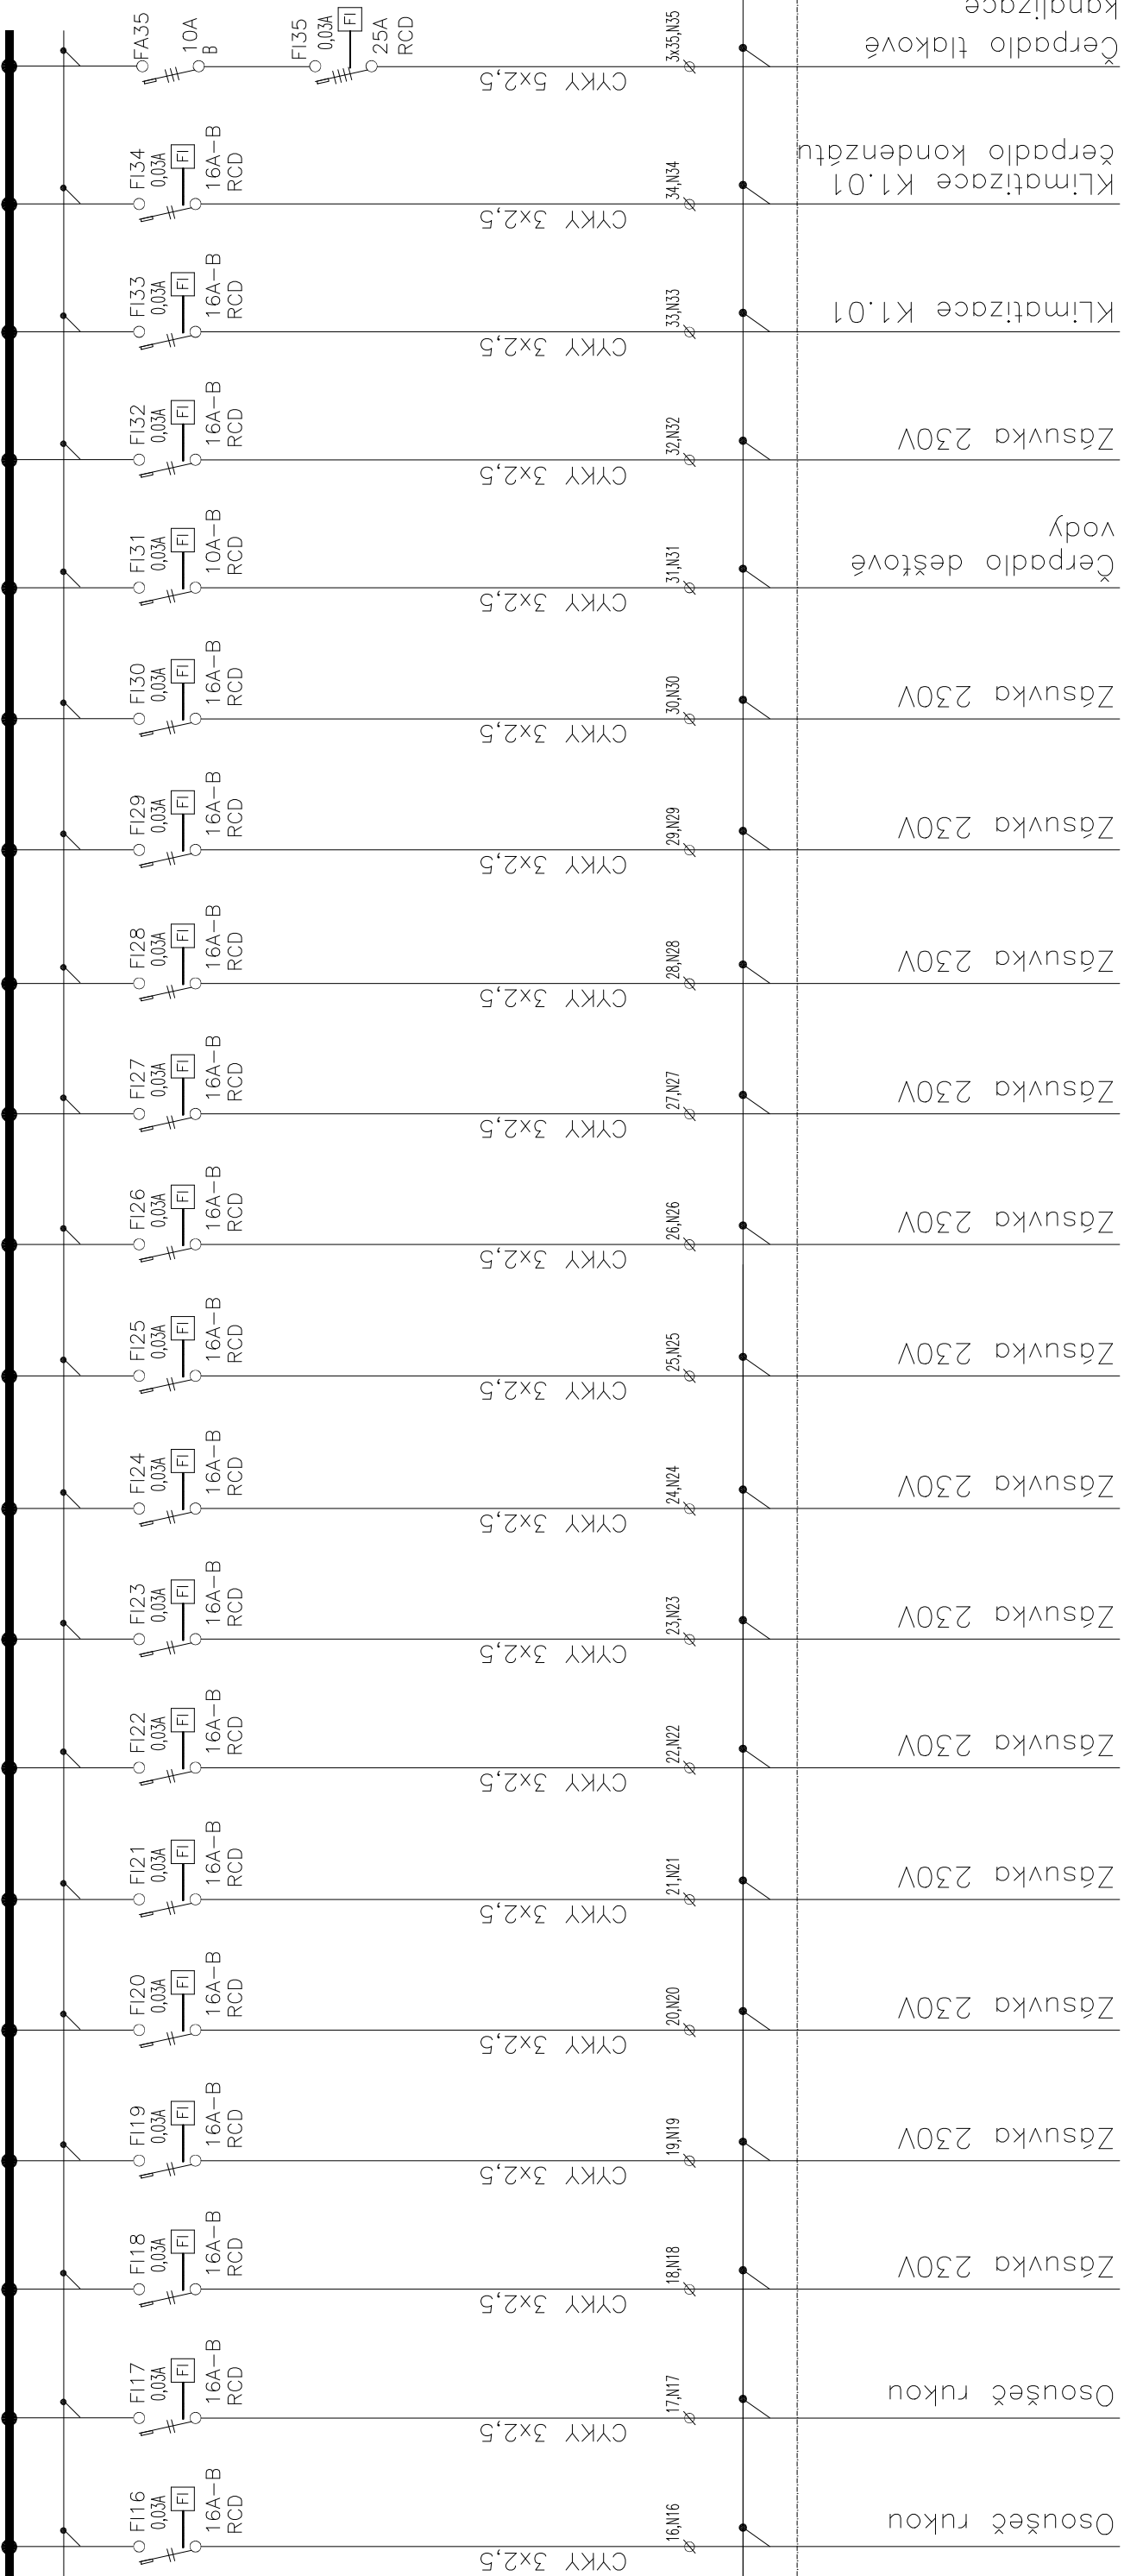 FA35
10A
B
FI35
0,03A
FI
25A
RCD
CYKY 5x2,5
3x35,N35
Čerpadlo tlakové
kanalizace
FI34
0,03A
FI
16A-B
RCD
CYKY 3x2,5
34,N34
KLimatizace K1.01
čerpadlo kondenzátu
FI33
0,03A
FI
16A-B
RCD
CYKY 3x2,5
33,N33
KLimatizace K1.01
FI32
0,03A
FI
16A-B
RCD
CYKY 3x2,5
32,N32
Zásuvka 230V
FI31
0,03A
FI
10A-B
RCD
CYKY 3x2,5
31,N31
Čerpadlo dešťové
vody
FI30
0,03A
FI
16A-B
RCD
CYKY 3x2,5
30,N30
Zásuvka 230V
FI29
0,03A
FI
16A-B
RCD
CYKY 3x2,5
29,N29
Zásuvka 230V
FI28
0,03A
FI
16A-B
RCD
CYKY 3x2,5
28,N28
Zásuvka 230V
FI27
0,03A
FI
16A-B
RCD
CYKY 3x2,5
27,N27
Zásuvka 230V
FI26
0,03A
FI
16A-B
RCD
CYKY 3x2,5
26,N26
Zásuvka 230V
FI25
0,03A
FI
16A-B
RCD
CYKY 3x2,5
25,N25
Zásuvka 230V
FI24
0,03A
FI
16A-B
RCD
CYKY 3x2,5
24,N24
Zásuvka 230V
FI23
0,03A
FI
16A-B
RCD
CYKY 3x2,5
23,N23
Zásuvka 230V
FI22
0,03A
FI
16A-B
RCD
CYKY 3x2,5
22,N22
Zásuvka 230V
FI21
0,03A
FI
16A-B
RCD
CYKY 3x2,5
21,N21
Zásuvka 230V
FI20
0,03A
FI
16A-B
RCD
CYKY 3x2,5
20,N20
Zásuvka 230V
FI19
0,03A
FI
16A-B
RCD
CYKY 3x2,5
19,N19
Zásuvka 230V
FI18
0,03A
FI
16A-B
RCD
CYKY 3x2,5
18,N18
Zásuvka 230V
FI17
0,03A
FI
16A-B
RCD
CYKY 3x2,5
17,N17
Osoušeč rukou
FI16
0,03A
FI
16A-B
RCD
CYKY 3x2,5
16,N16
Osoušeč rukou